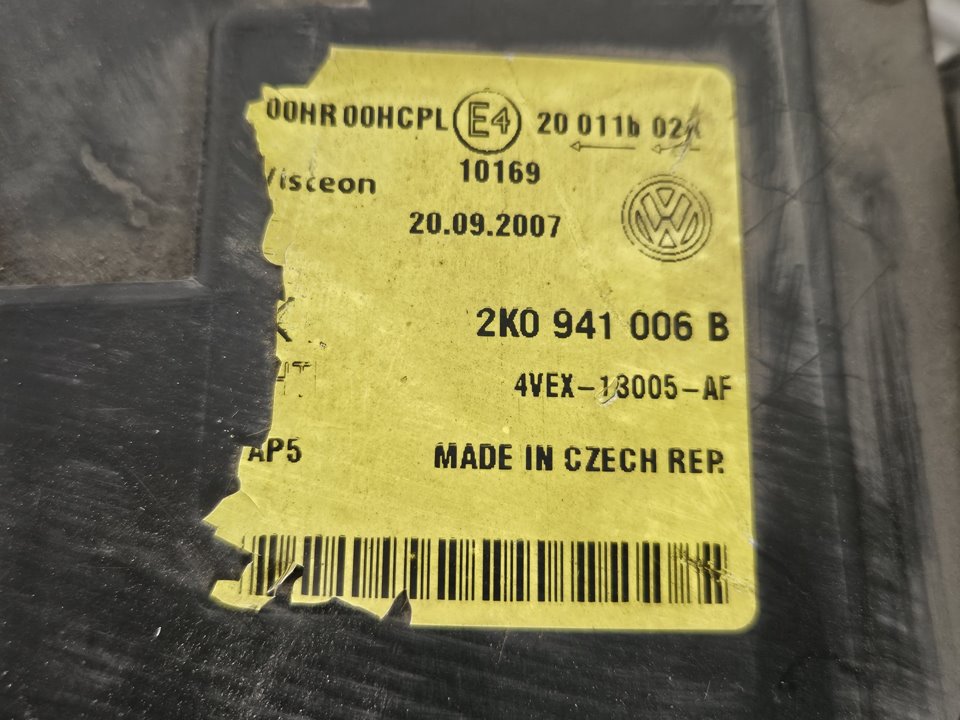 00HR 00HCPL E4 20 011b 02A
10169
Visteon
20.09.2007
2K0 941 006 B
4VEX-13005-AF
AP5 MADE IN CZECH REP.